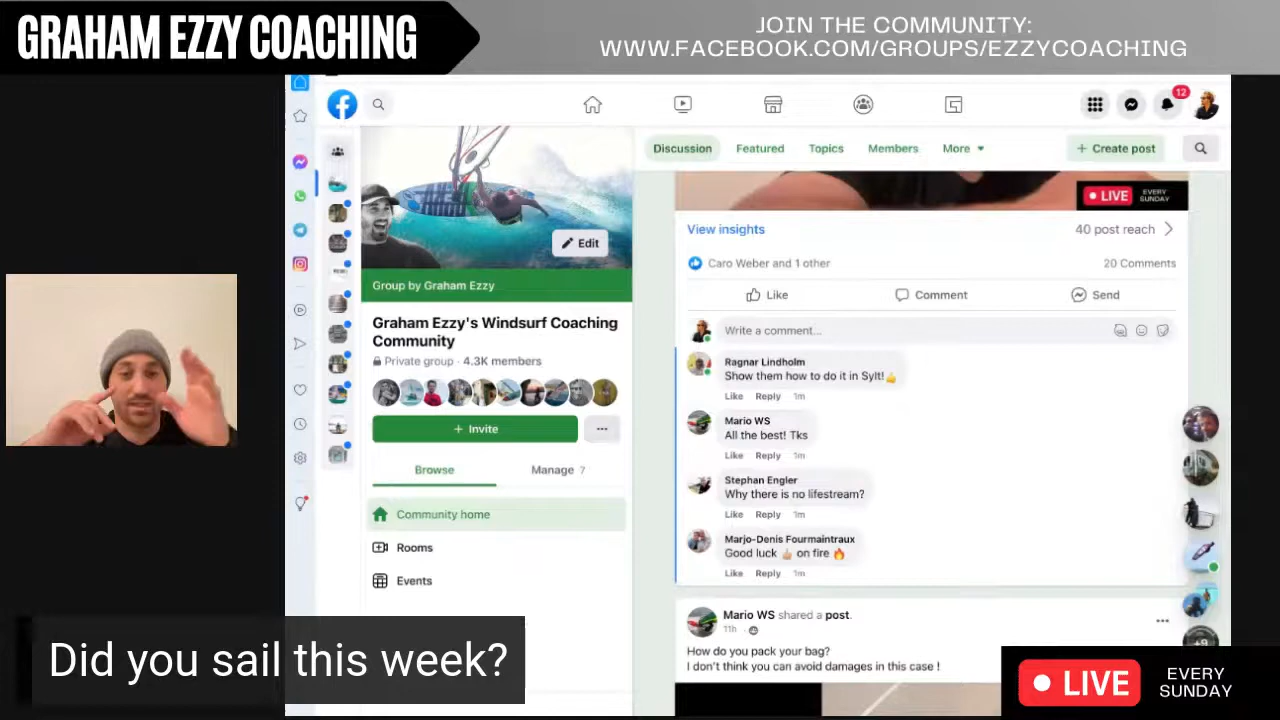 GRAHAM EZZY COACHING
JOIN THE COMMUNITY:
WWW.FACEBOOK.COM/GROUPS/EZZYCOACHING
12
Discussion
Featured
Topics
Members
More
+ Create post
Edit
LIVE
EVERY
SUNDAY
Group by Graham Ezzy
View insights
40 post reach
Caro Weber and 1 other
20 Comments
Like
Comment
Send
Graham Ezzy's Windsurf Coaching
Community
Private group · 4.3K members
Write a comment...
Ragnar Lindholm
Show them how to do it in Sylt!👍
Like Reply 1m
+ Invite
Mario WS
All the best! Tks
Like Reply 1m
Browse
Manage 7
Stephan Engler
Why there is no lifestream?
Like Reply 1m
Community home
Marjo-Denis Fourmaintraux
Good luck 🤞🏼 on fire 🔥
Like Reply 1m
Rooms
Events
Mario WS shared a post.
11h
How do you pack your bag?
I don't think you can avoid damages in this case !
+9
Did you sail this week?
LIVE
EVERY
SUNDAY